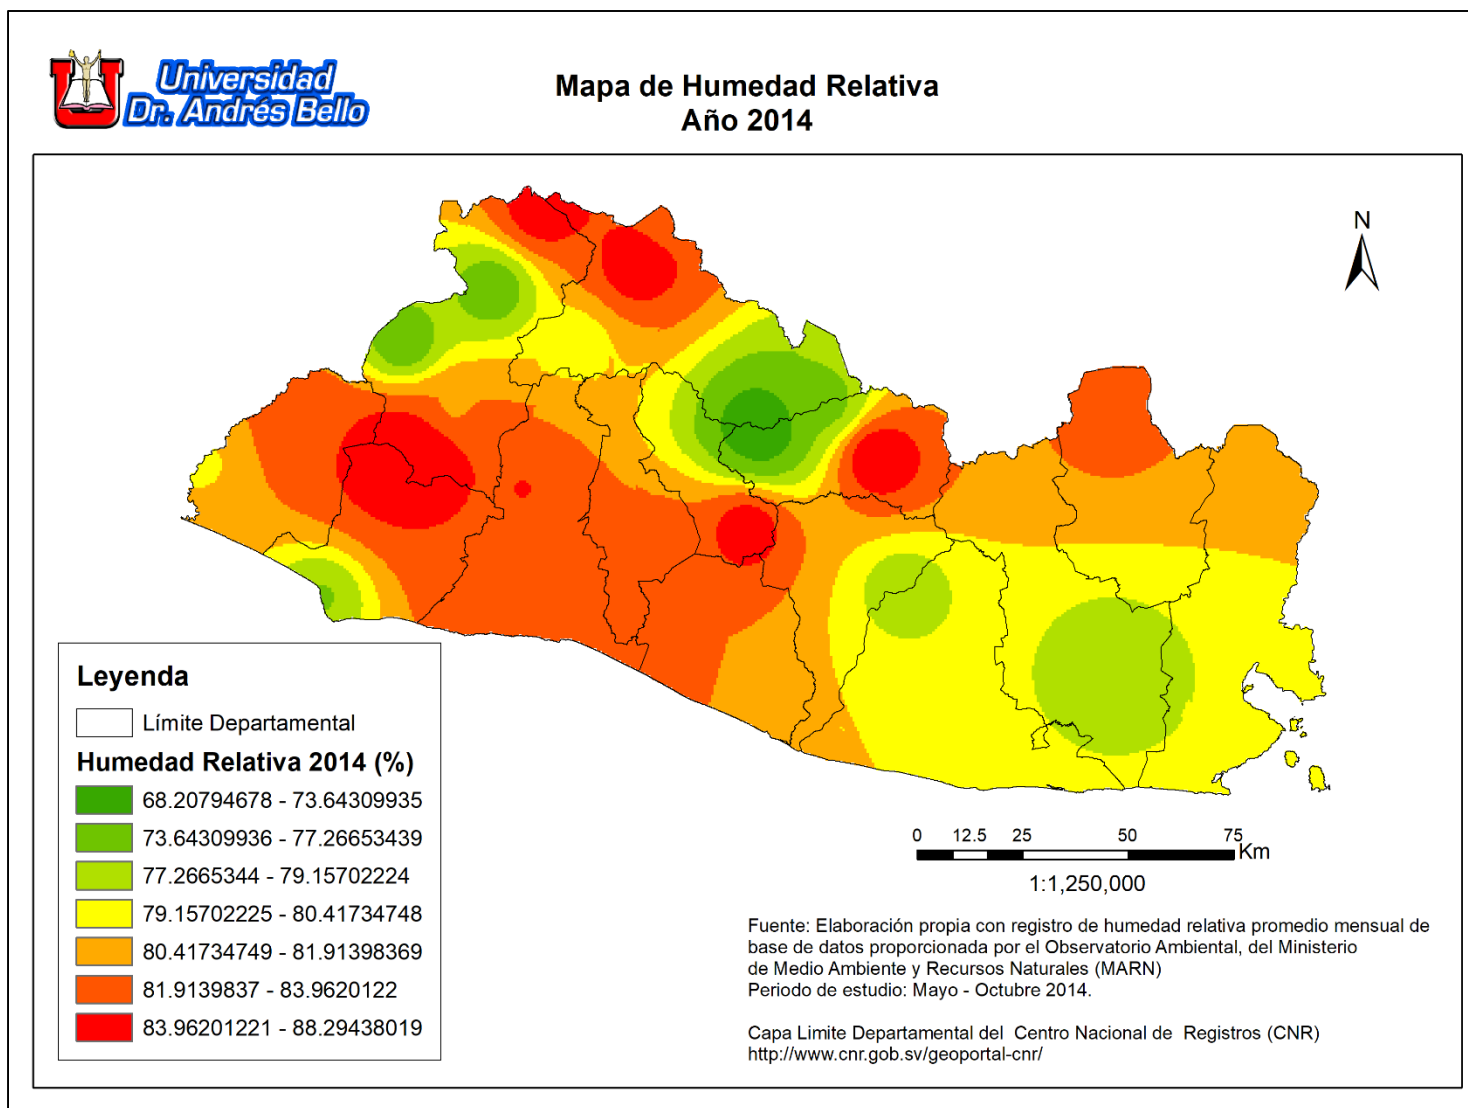 Universidad
Dr. Andrés Bello
Mapa de Humedad Relativa
Año 2014
N
Leyenda
Límite Departamental
Humedad Relativa 2014 (%)
68.20794678 - 73.64309935
73.64309936 - 77.26653439
77.2665344 - 79.15702224
79.15702225 - 80.41734748
80.41734749 - 81.91398369
81.9139837 - 83.9620122
83.96201221 - 88.29438019
0 12.5 25 50 75
Km
1:1,250,000
Fuente: Elaboración propia con registro de humedad relativa promedio mensual de
base de datos proporcionada por el Observatorio Ambiental, del Ministerio
de Medio Ambiente y Recursos Naturales (MARN)
Periodo de estudio: Mayo - Octubre 2014.
Capa Limite Departamental del Centro Nacional de Registros (CNR)
http://www.cnr.gob.sv/geoportal-cnr/